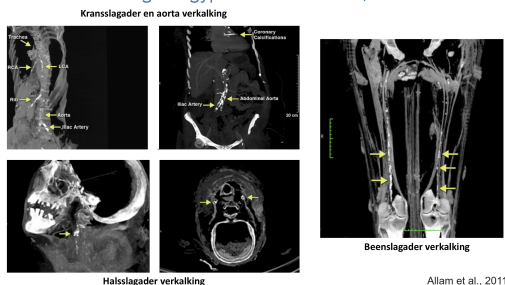 Kransslagader en aorta verkalking
Trachea
RCA
LCA
Rib
Aorta
Iliac Artery
Coronary
Calcifications
Iliac Artery
Abdominal Aorta
20 cm
Beenslagader verkalking
Halsslagader verkalking
Allam et al., 2011